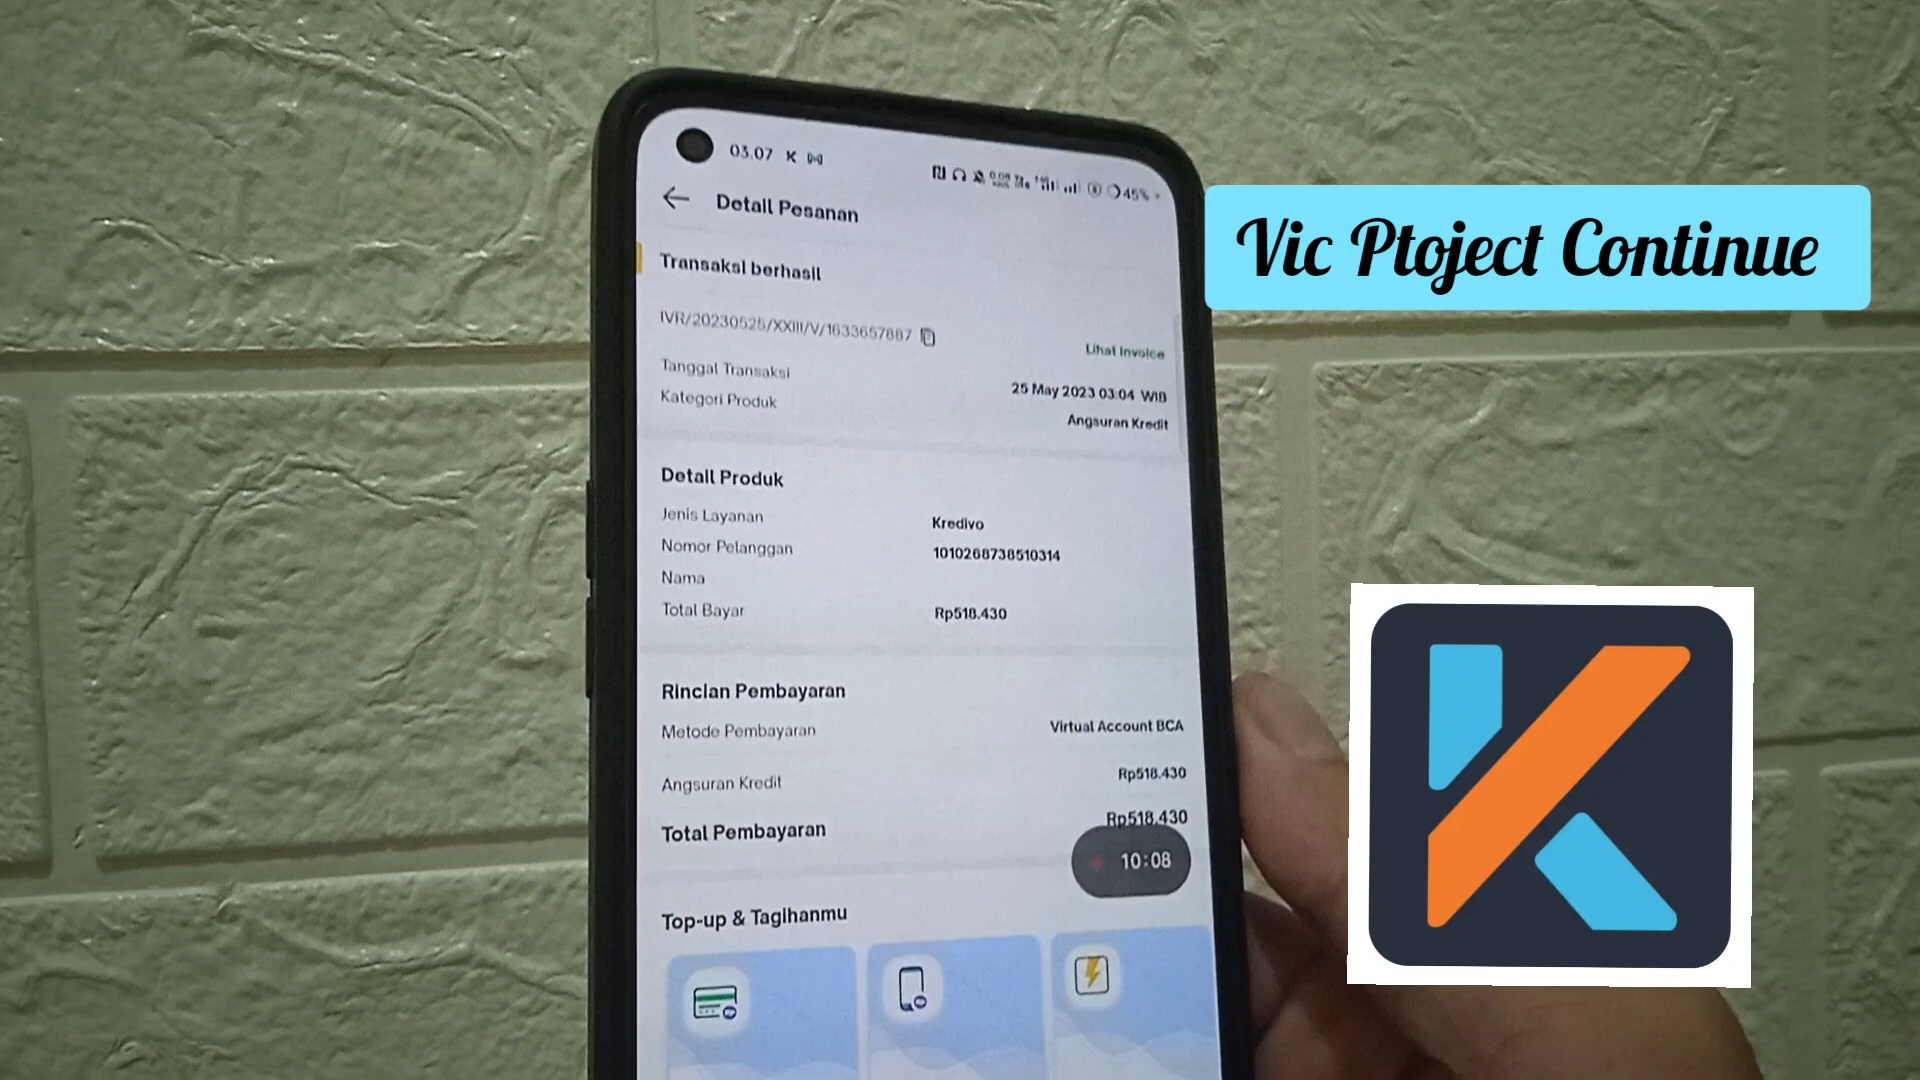 03.07
45%
Detail Pesanan
Transaksi berhasil
IVR/20230525/XXIII/V/1633657887
Lihat Invoice
Tanggal Transaksi
25 May 2023 03:04 WIB
Kategori Produk
Angsuran Kredit
Detail Produk
Jenis Layanan
Kredivo
Nomor Pelanggan
1010268738510314
Nama
Total Bayar
Rp518.430
Rincian Pembayaran
Metode Pembayaran
Virtual Account BCA
Angsuran Kredit
Rp518.430
Total Pembayaran
Rp518.430
10:08
Top-up & Tagihanmu
Vic Ptoject Continue